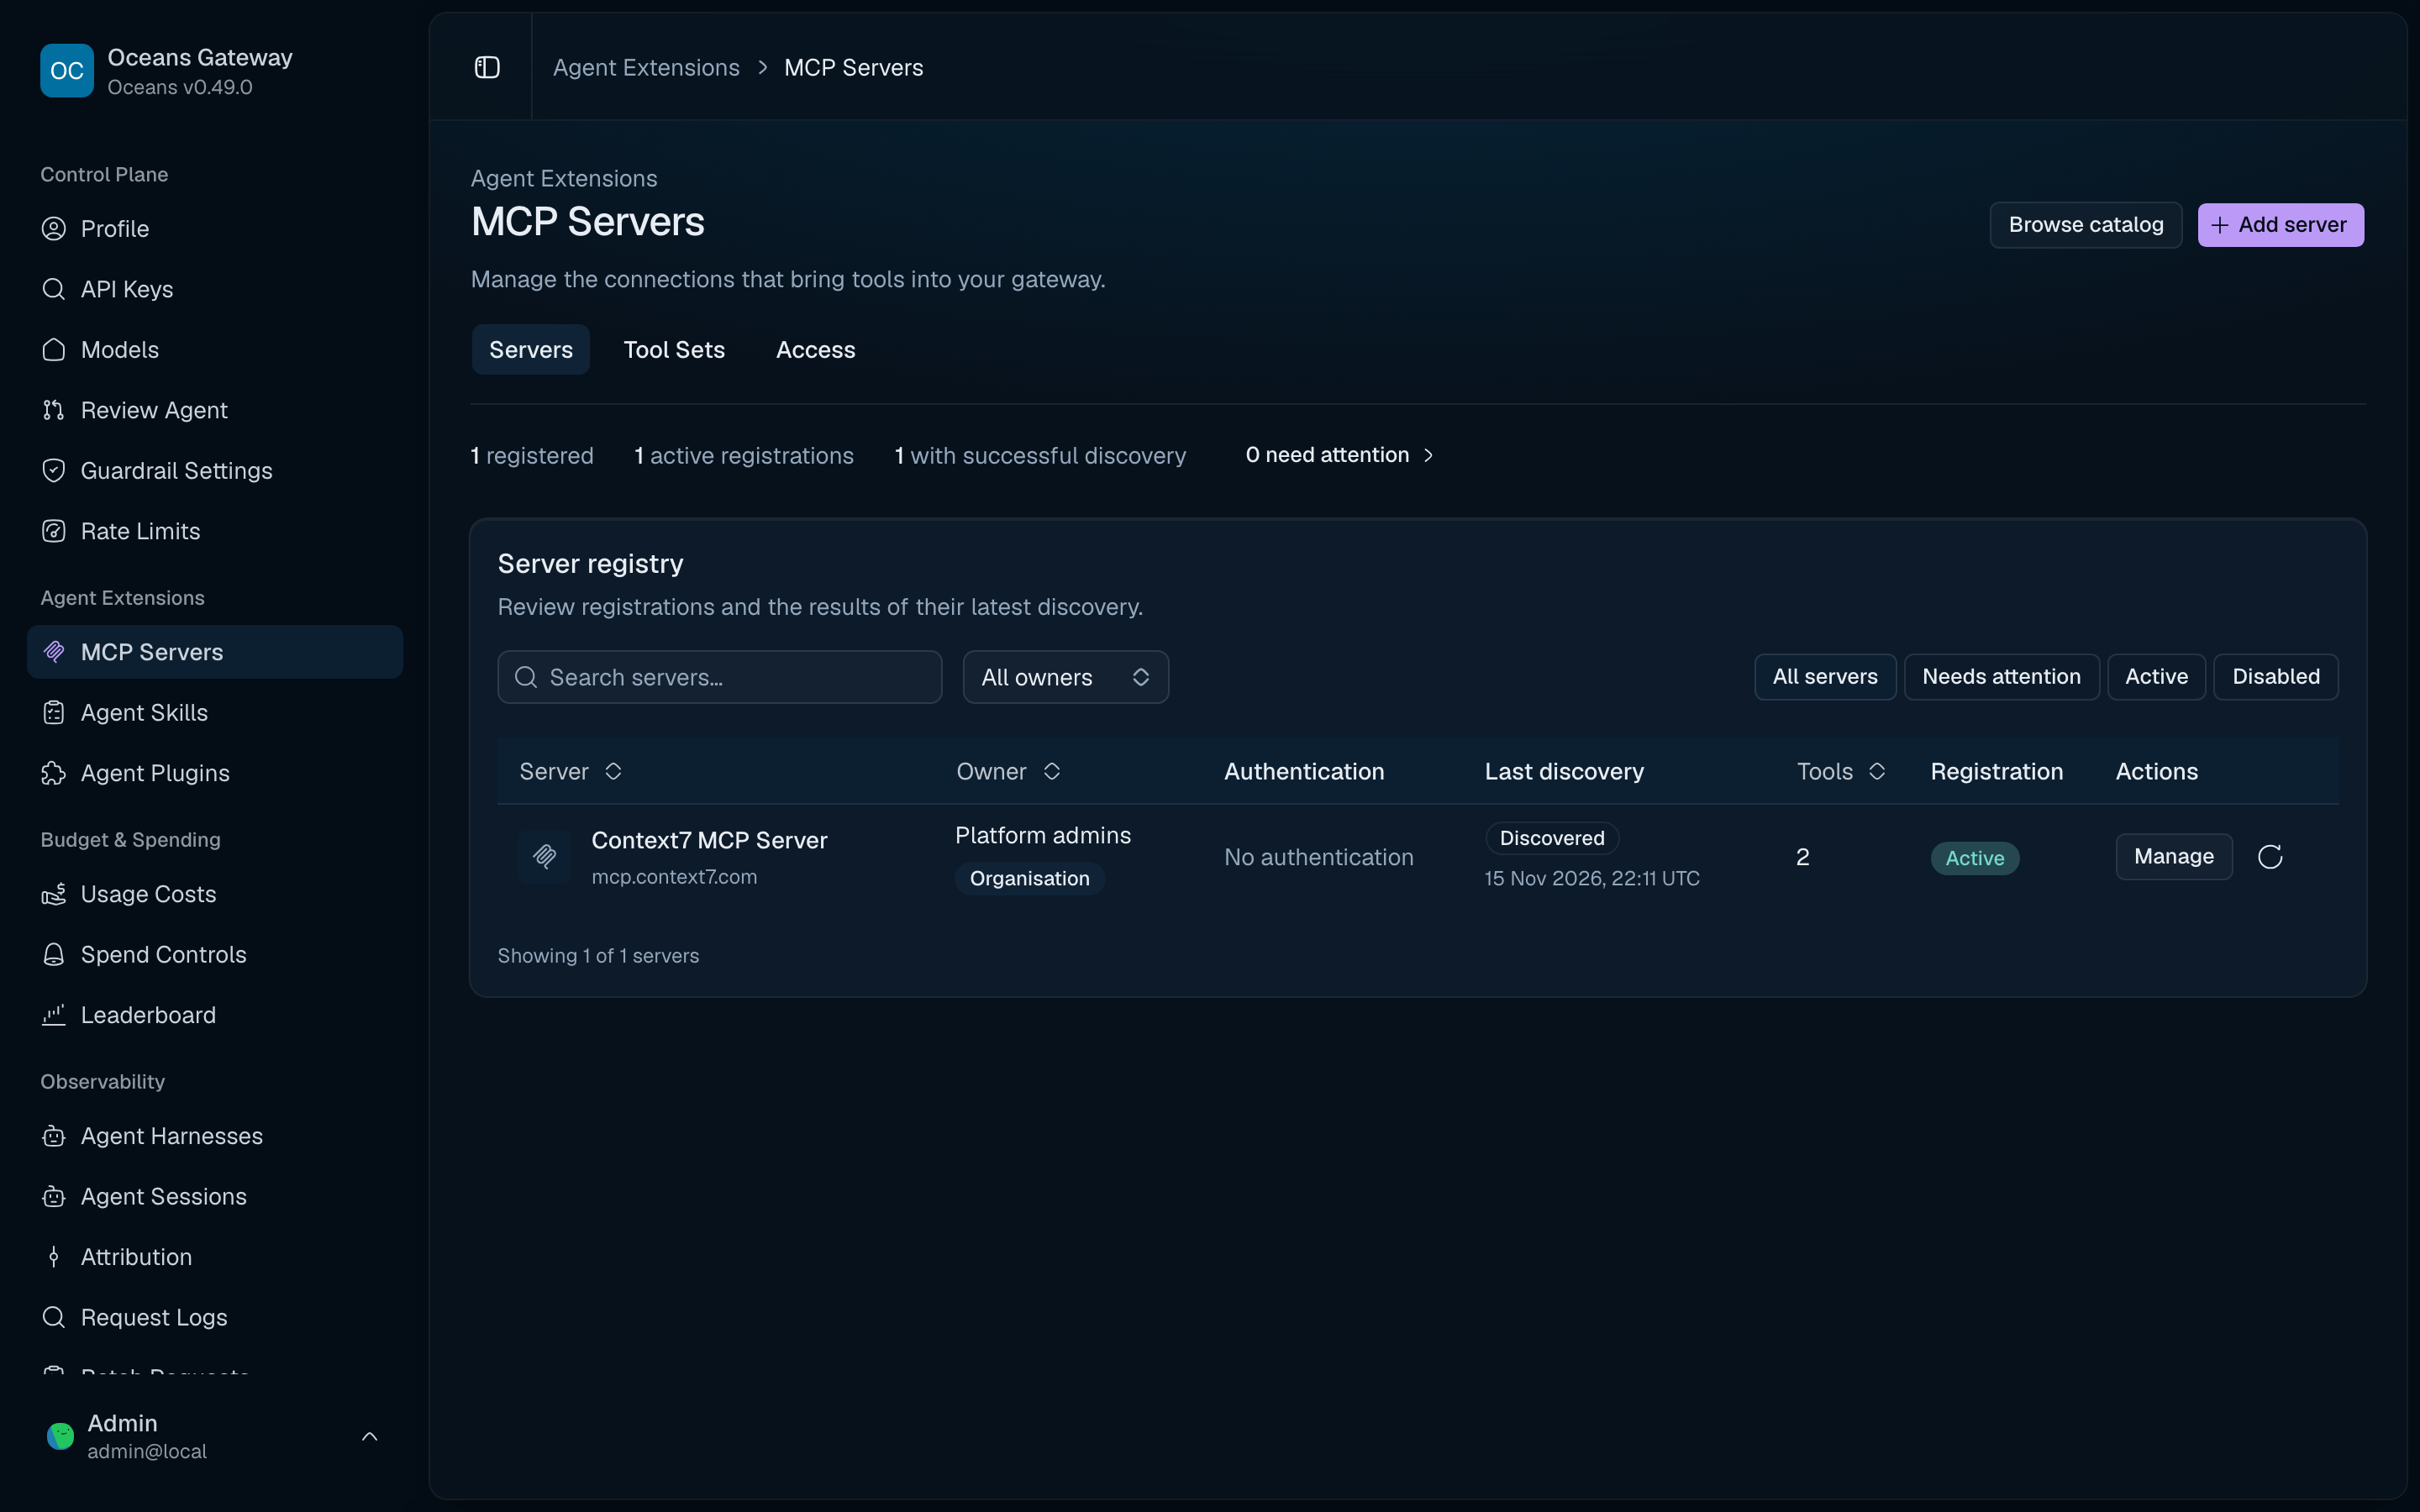 OC
Oceans Gateway
Oceans v0.49.0
Control Plane
Profile
API Keys
Models
Review Agent
Guardrail Settings
Rate Limits
Agent Extensions
MCP Servers
Agent Skills
Agent Plugins
Budget & Spending
Usage Costs
Spend Controls
Leaderboard
Observability
Agent Harnesses
Agent Sessions
Attribution
Request Logs
Admin
admin@local
Agent Extensions > MCP Servers
Agent Extensions
MCP Servers
Manage the connections that bring tools into your gateway.
Browse catalog
+ Add server
Servers Tool Sets Access
1 registered 1 active registrations 1 with successful discovery 0 need attention >
Server registry
Review registrations and the results of their latest discovery.
Search servers... All owners All servers Needs attention Active Disabled
Server Owner Authentication Last discovery Tools Registration Actions
Context7 MCP Server
mcp.context7.com
Platform admins
Organisation
No authentication
Discovered
15 Nov 2026, 22:11 UTC
2
Active
Manage
Showing 1 of 1 servers